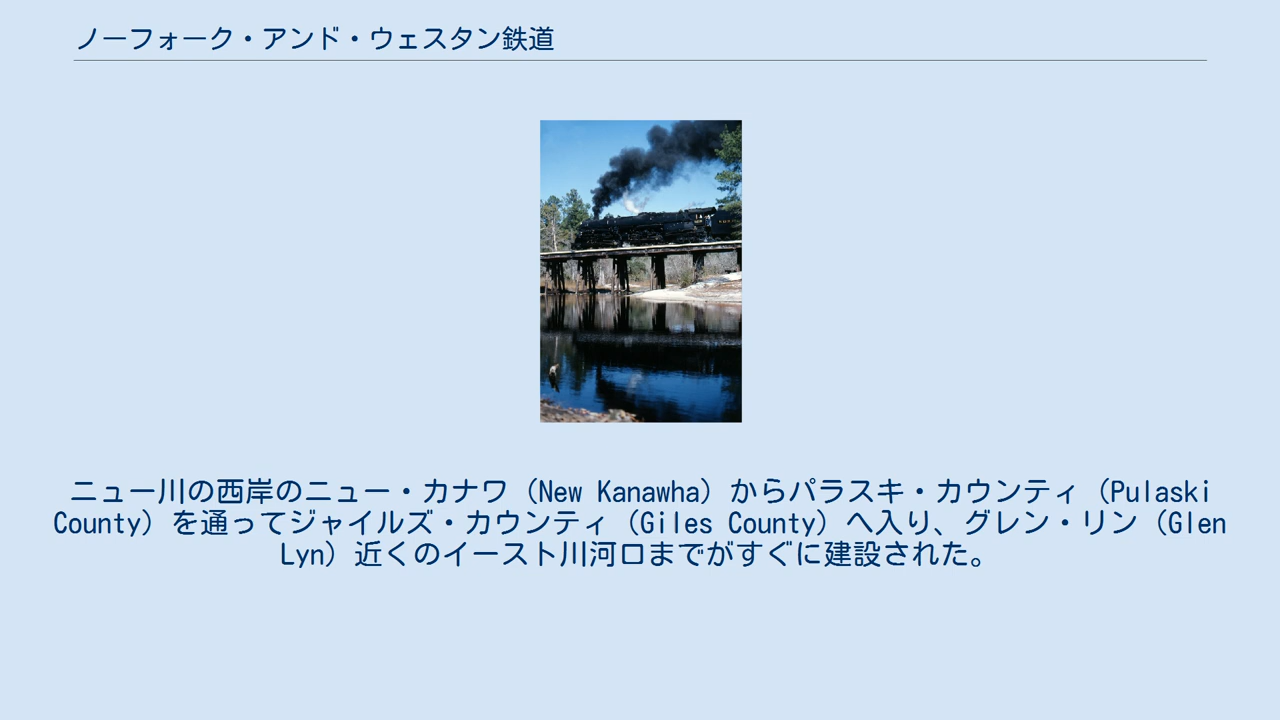 ノーフォーク・アンド・ウェスタン鉄道
ニュー川の西岸のニュー・カナワ（New Kanawha）からパラスキ・カウンティ（Pulaski
County）を通ってジャイルズ・カウンティ（Giles County）へ入り、グレン・リン（Glen
Lyn）近くのイースト川河口までがすぐに建設された。